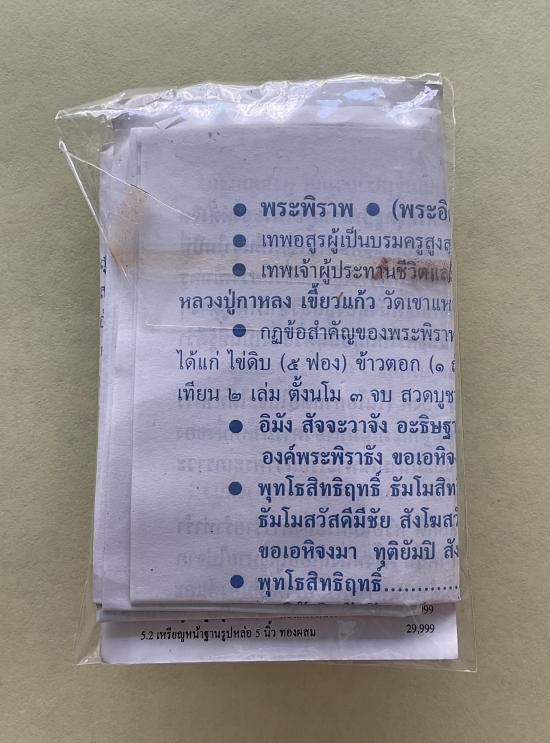 ● พระพิราพ ● (พระอิ
● เทพอสูรผู้เป็นบรมครูสูงสุ
● เทพเจ้าผู้ประทานชีวิตแล
หลวงปู่กาหลง เขี้ยวแก้ว วัดเขาแห
● กฏข้อสำคัญของพระพิราพ
ได้แก่ ไข่ดิบ (๕ ฟอง) ข้าวตอก (๑
เทียน ๒ เล่ม ตั้งนโม ๓ จบ สวดบูช
● อิมัง สัจจะวาจัง อะธิษฐา
องค์พระพิราธัง ขอเอหิจ
● พุทโธสิทธิฤทธิ์ ธัมโมสิท
ธัมโมสวัสดีมีชัย สังโฆสวั
ขอเอหิจงมา ทุติยัมปิ สัง
● พุทโธสิทธิฤทธิ์..............
5.2 เหรียญหน้าฐานรูปหล่อ 5 นิ้ว ทองผสม 29,999